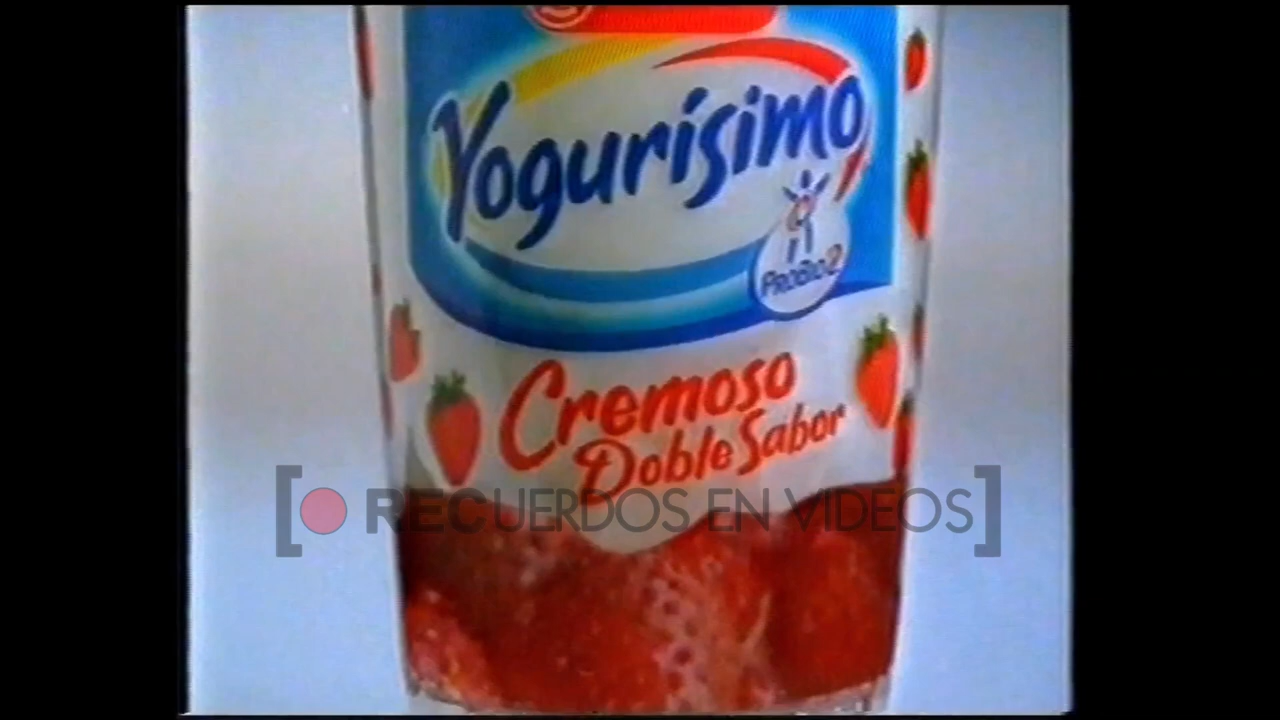 Yogurísimo
PROBIO2
Cremoso
Doble Sabor
[RECUERDOS EN VIDEOS]